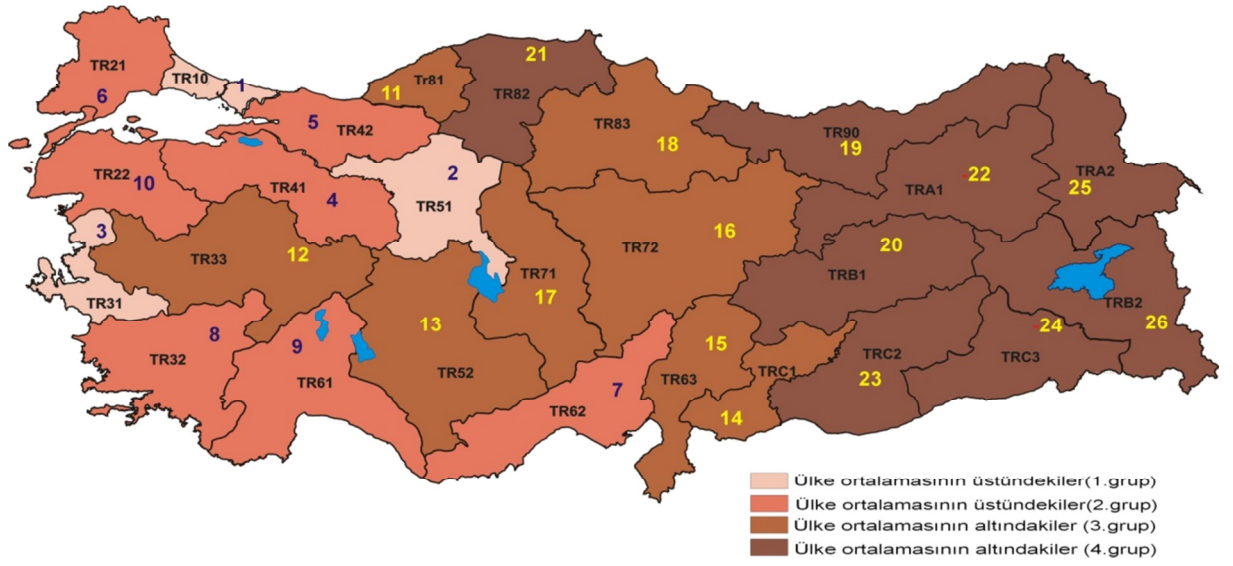 TR21
6
TR10
1
Tr81
11
21
TR82
TR83
18
TR90
19
22
TRA1
TRA2
25
5
TR42
TR22
10
TR41
4
2
TR51
3
TR33
12
TR31
TR72
16
TR71
17
20
TRB1
TRB2
26
8
TR32
9
TR61
13
TR52
7
TR62
15
TR63
TRC1
14
TRC2
23
24
TRC3
Ülke ortalamasının üstündekiler(1.grup)
Ülke ortalamasının üstündekiler(2.grup)
Ülke ortalamasının altındakiler (3.grup)
Ülke ortalamasının altındakiler (4.grup)